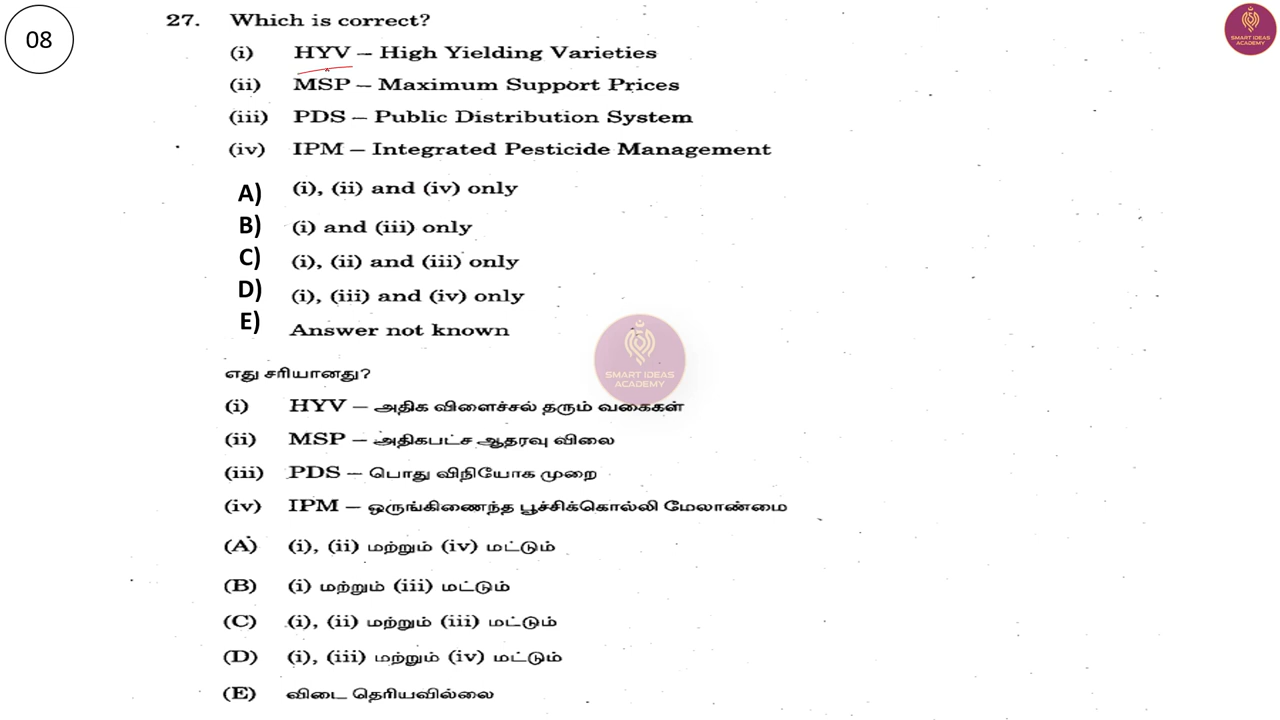 08
SMART IDEAS
ACADEMY
27. Which is correct?
(i) HYV – High Yielding Varieties
(ii) MSP – Maximum Support Prices
(iii) PDS – Public Distribution System
(iv) IPM – Integrated Pesticide Management
A) (i), (ii) and (iv) only
B) (i) and (iii) only
C) (i), (ii) and (iii) only
D) (i), (iii) and (iv) only
E) Answer not known
SMART IDEAS
ACADEMY
எது சரியானது?
(i) HYV – அதிக விளைச்சல் தரும் வகைகள்
(ii) MSP – அதிகபட்ச ஆதரவு விலை
(iii) PDS – பொது விநியோக முறை
(iv) IPM – ஒருங்கிணைந்த பூச்சிக்கொல்லி மேலாண்மை
(A) (i), (ii) மற்றும் (iv) மட்டும்
(B) (i) மற்றும் (iii) மட்டும்
(C) (i), (ii) மற்றும் (iii) மட்டும்
(D) (i), (iii) மற்றும் (iv) மட்டும்
(E) விடை தெரியவில்லை